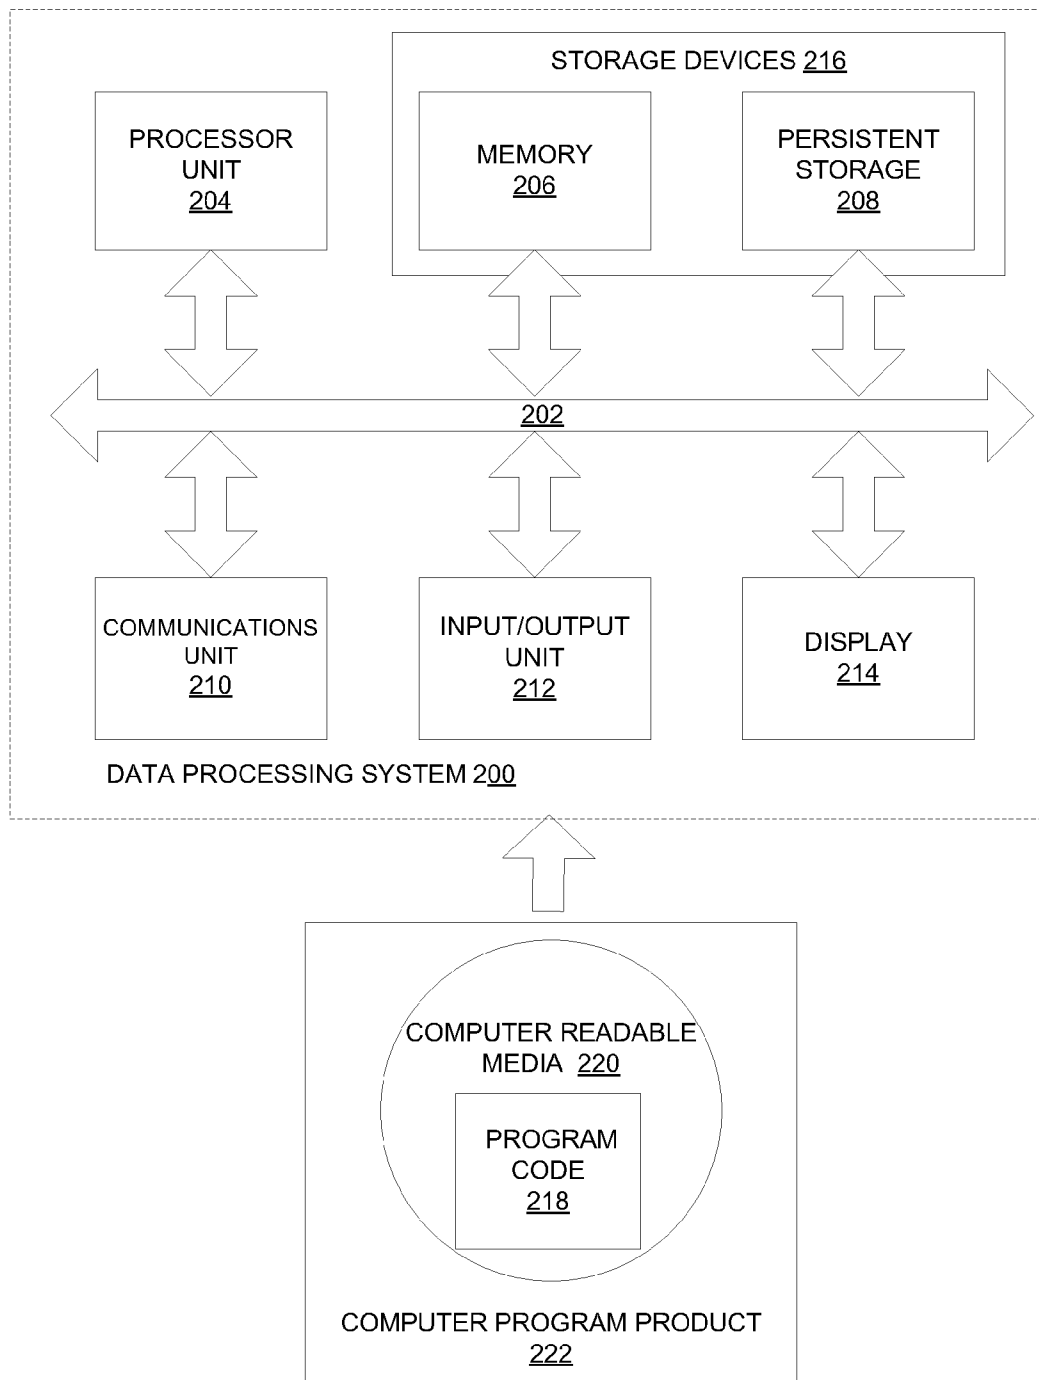 STORAGE DEVICES 216
PROCESSOR
UNIT
204
MEMORY
206
PERSISTENT
STORAGE
208
202
COMMUNICATIONS
UNIT
210
INPUT/OUTPUT
UNIT
212
DISPLAY
214
DATA PROCESSING SYSTEM 200
COMPUTER READABLE
MEDIA 220
PROGRAM
CODE
218
COMPUTER PROGRAM PRODUCT
222